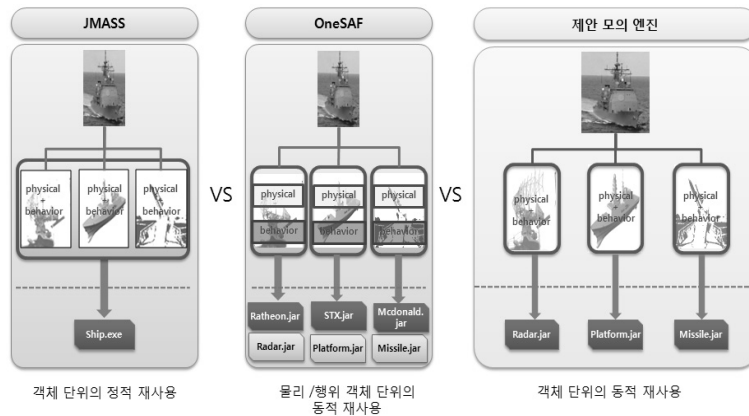 JMASS
physical
+
behavior
physical
+
behavior
physical
+
behavior
Ship.exe
객체 단위의 정적 재사용
VS
OneSAF
physical
physical
physical
behavior
behavior
behavior
Ratheon.jar
STX.jar
Mcdonald.
jar
Radar.jar
Platform.jar
Missile.jar
물리 /행위 객체 단위의
동적 재사용
VS
제안 모의 엔진
physical
+
behavior
physical
+
behavior
physical
+
behavior
Radar.jar
Platform.jar
Missile.jar
객체 단위의 동적 재사용